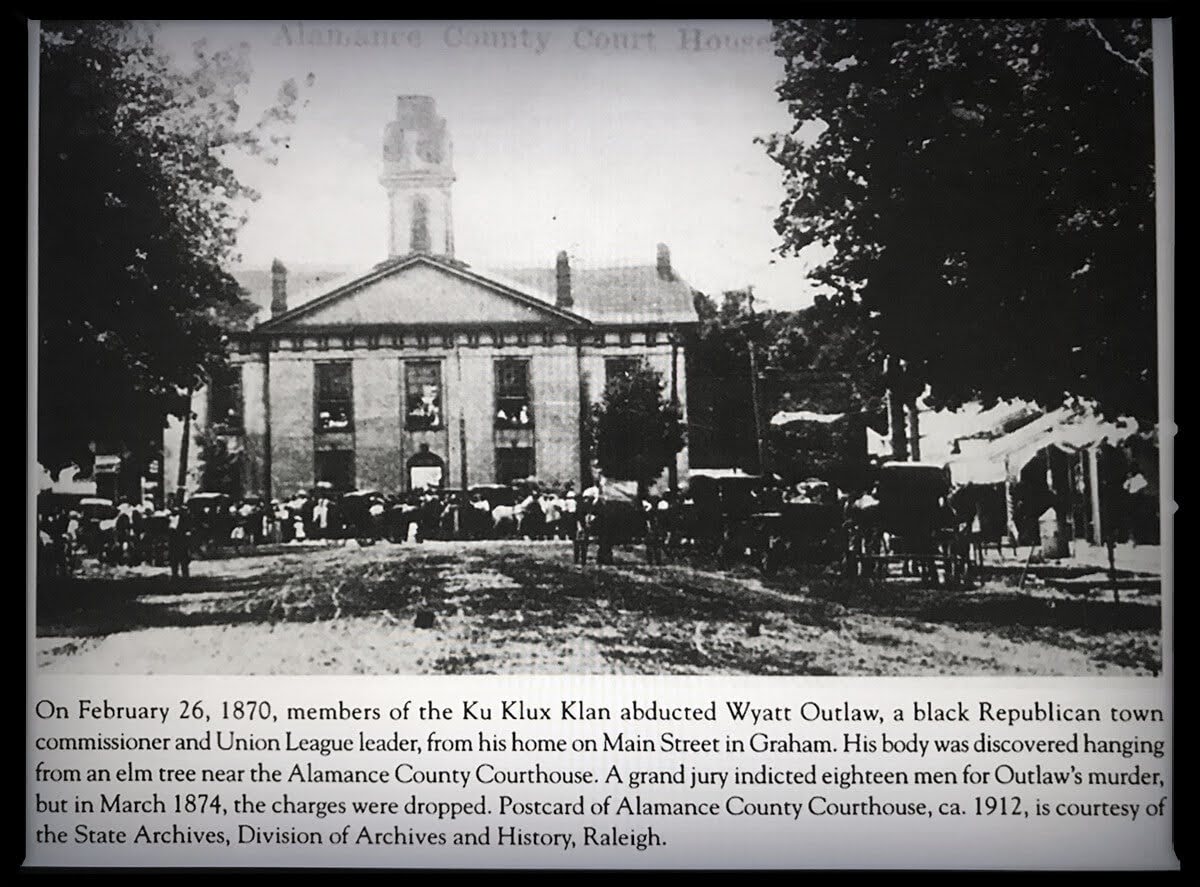 Alamance County Court House
On February 26, 1870, members of the Ku Klux Klan abducted Wyatt Outlaw, a black Republican town
commissioner and Union League leader, from his home on Main Street in Graham. His body was discovered hanging
from an elm tree near the Alamance County Courthouse. A grand jury indicted eighteen men for Outlaw's murder,
but in March 1874, the charges were dropped. Postcard of Alamance County Courthouse, ca. 1912, is courtesy of
the State Archives, Division of Archives and History, Raleigh.